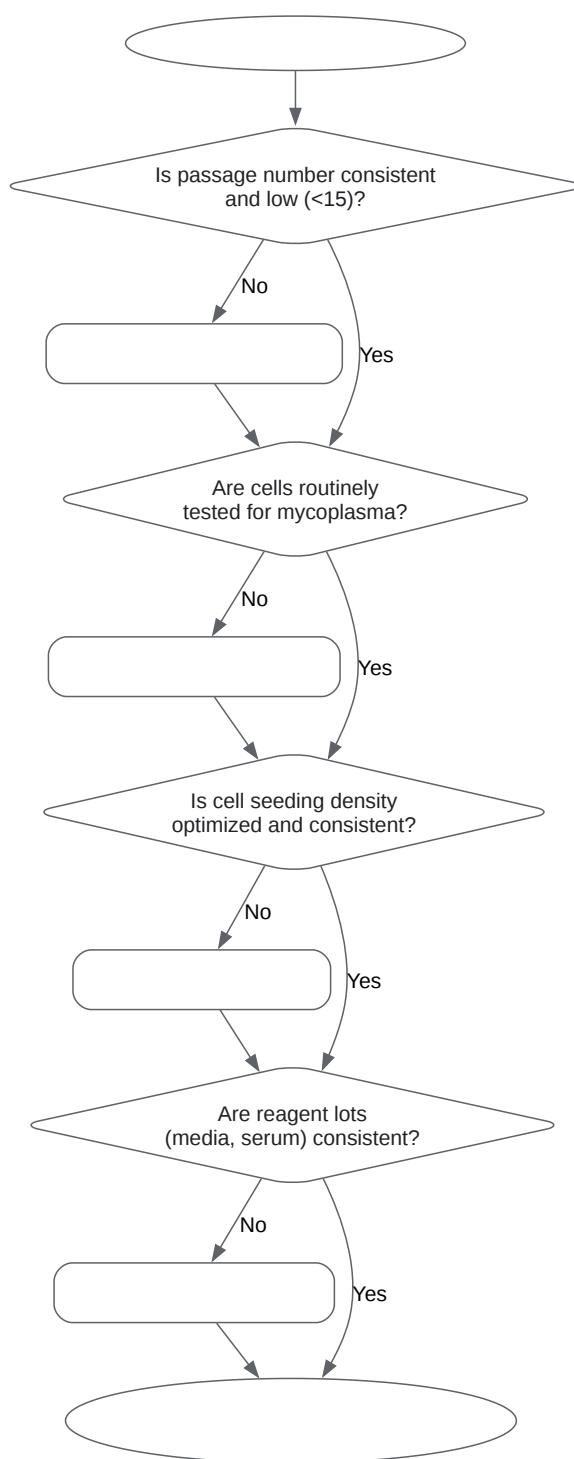 Is passage number consistent
and low (<15)?
No
Yes
Are cells routinely
tested for mycoplasma?
No
Yes
Is cell seeding density
optimized and consistent?
No
Yes
Are reagent lots
(media, serum) consistent?
No
Yes